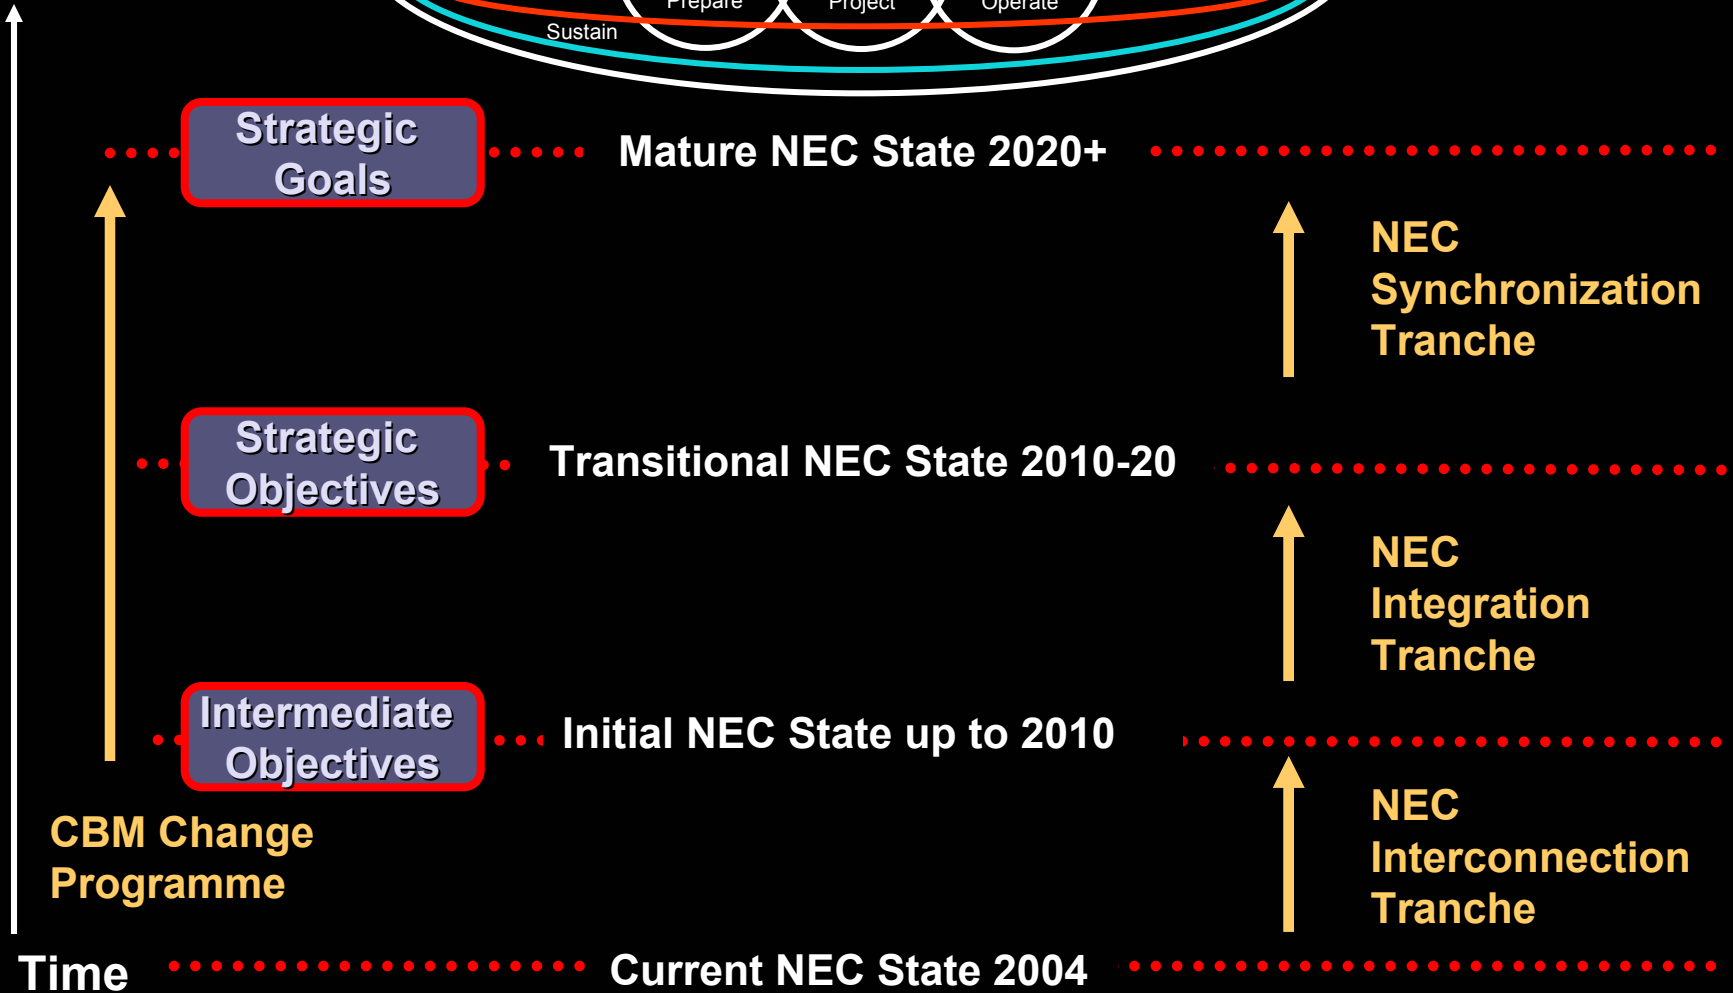 Prepare
Project
Operate
Sustain
Strategic
Goals
Mature NEC State 2020+
NEC
Synchronization
Tranche
Strategic
Objectives
Transitional NEC State 2010-20
NEC
Integration
Tranche
Intermediate
Objectives
Initial NEC State up to 2010
NEC
Interconnection
Tranche
CBM Change
Programme
Time
Current NEC State 2004